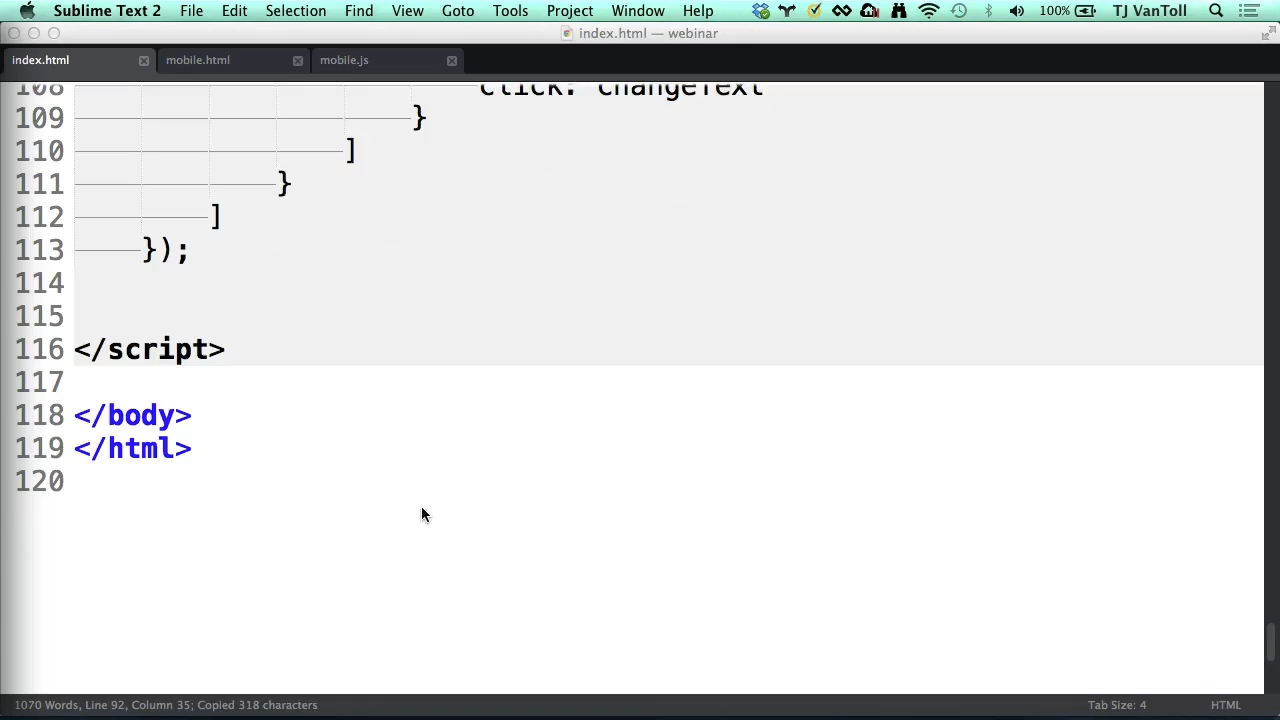 Sublime Text 2 File Edit Selection Find View Goto Tools Project Window Help 100% TJ VanToll
index.html — webinar
index.html mobile.html mobile.js
108 click: changeText
109 }
110 ]
111 }
112 ]
113 });
114
115
116 </script>
117
118 </body>
119 </html>
120
1070 Words, Line 92, Column 35; Copied 318 characters Tab Size: 4 HTML